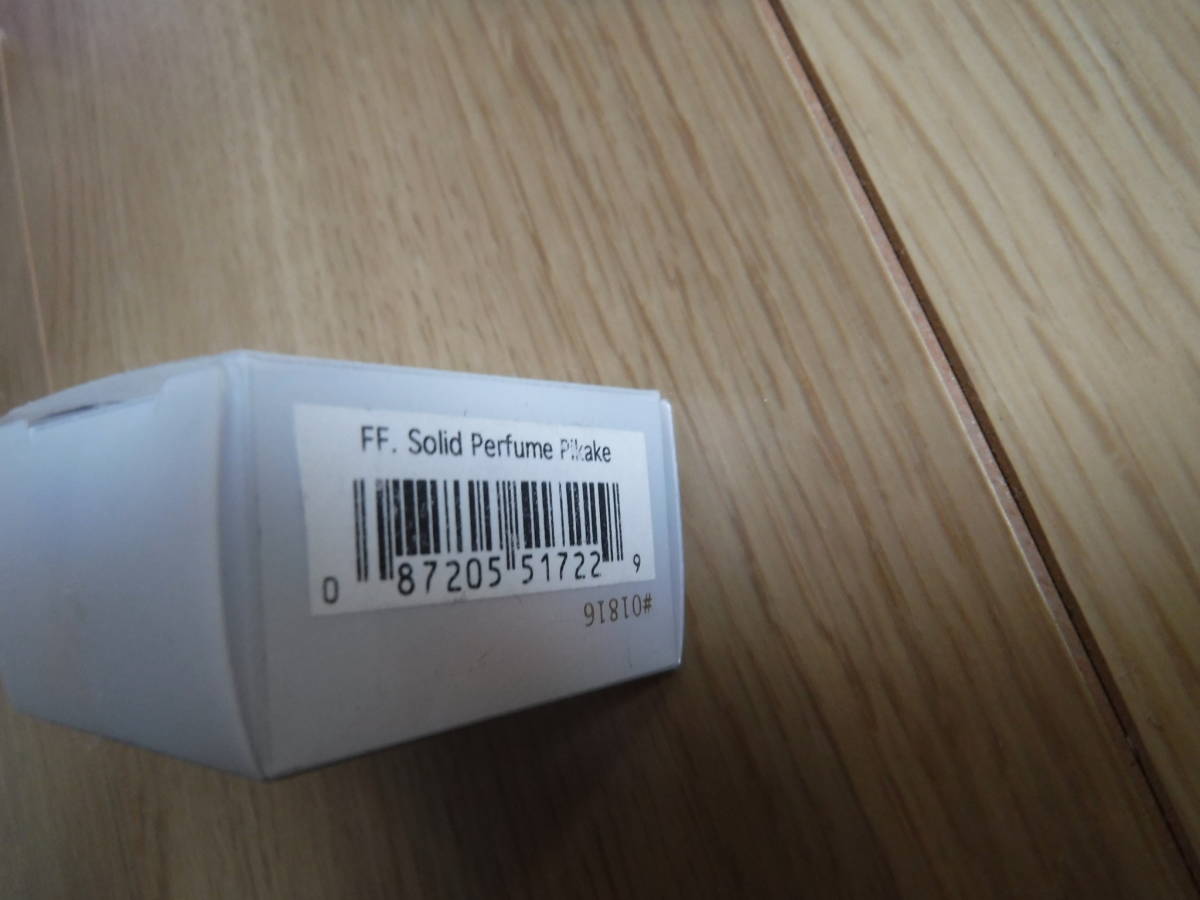 FF. Solid Perfume Pikake
0 87205 51722 9
#01816